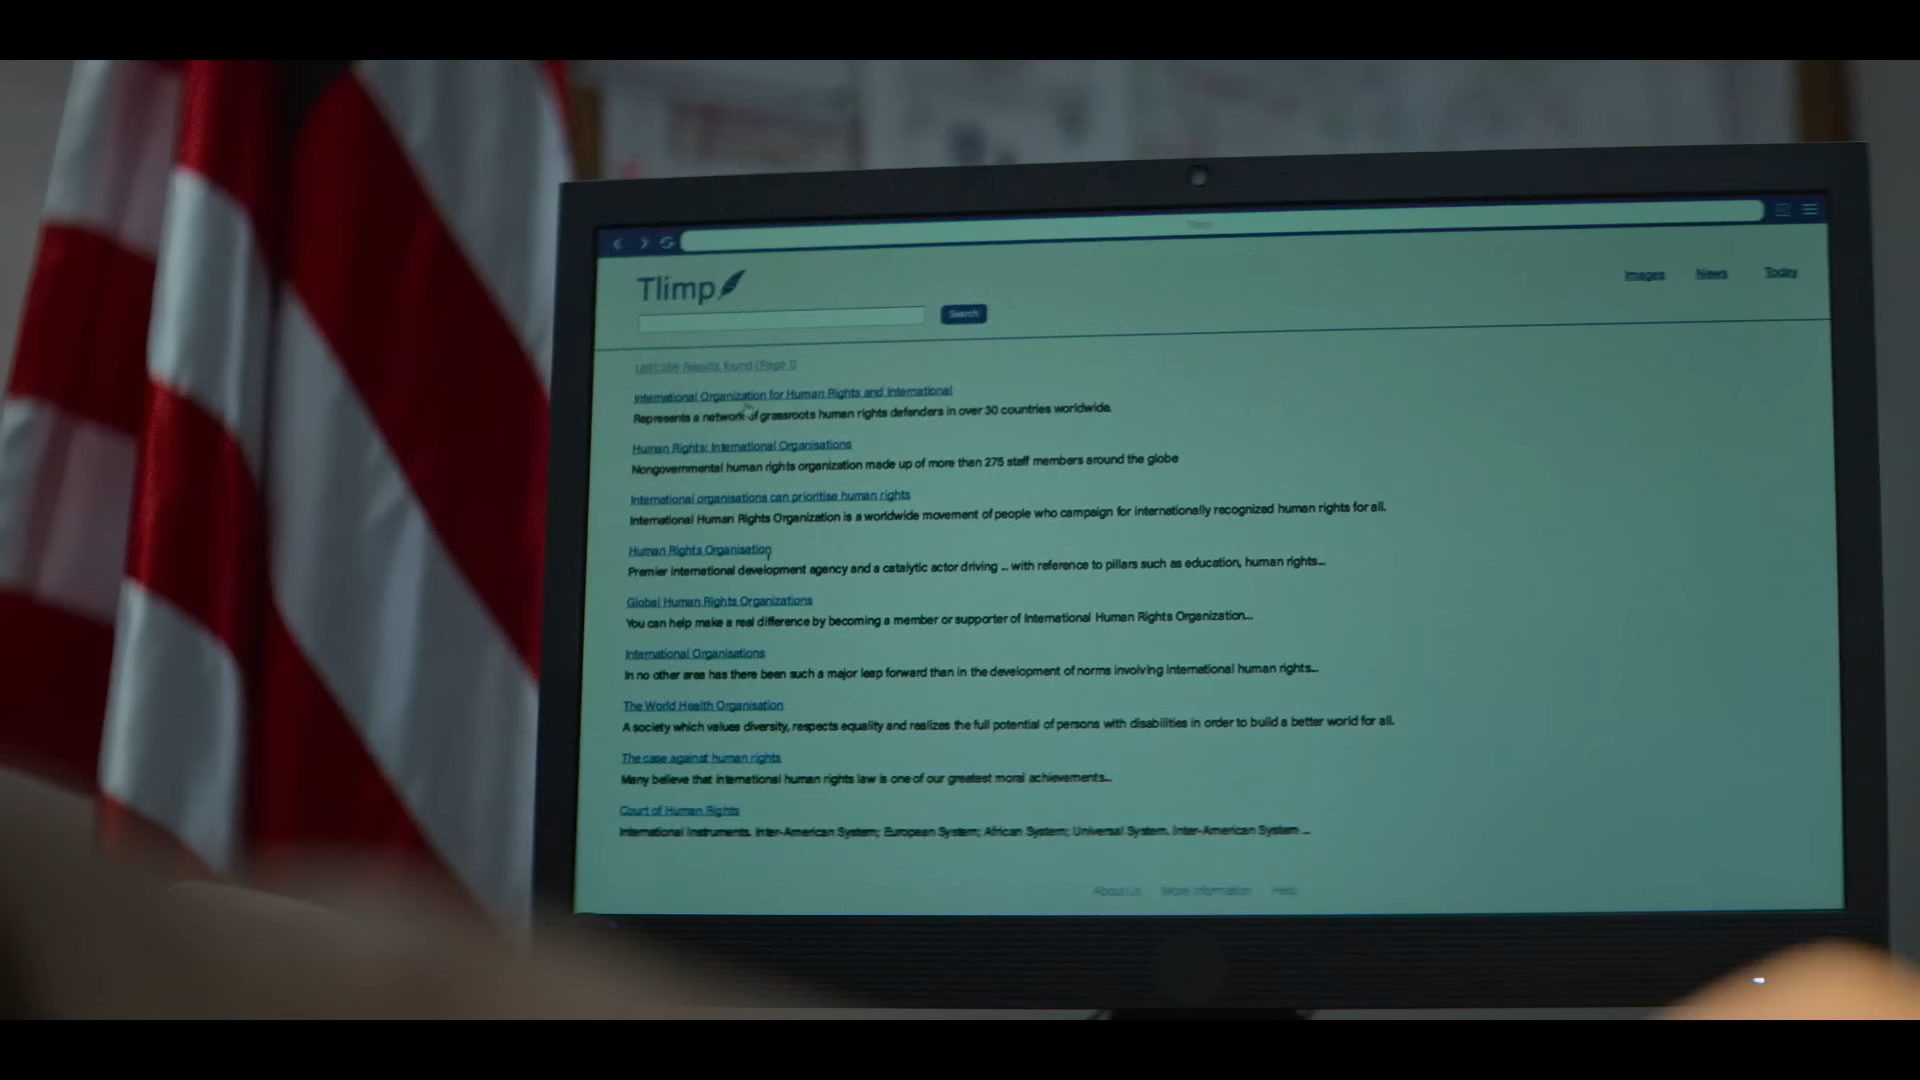 Tlimp
Search
Images
News
Today
Results found (Page 1)
International Organization for Human Rights and International
Represents a network of grassroots human rights defenders in over 30 countries worldwide.
Human Rights: International Organisations
Nongovernmental human rights organization made up of more than 275 staff members around the globe
International organisations can prioritise human rights
International Human Rights Organization is a worldwide movement of people who campaign for internationally recognized human rights for all.
Human Rights Organisation
Premier international development agency and a catalytic actor driving ... with reference to pillars such as education, human rights...
Global Human Rights Organizations
You can help make a real difference by becoming a member or supporter of International Human Rights Organization...
International Organisations
In no other area has there been such a major leap forward than in the development of norms involving international human rights...
The World Health Organisation
A society which values diversity, respects equality and realizes the full potential of persons with disabilities in order to build a better world for all.
The case against human rights
Many believe that international human rights law is one of our greatest moral achievements...
Court of Human Rights
International Instruments. Inter-American System; European System; African System; Universal System. Inter-American System ...
About Us
More Information
Help